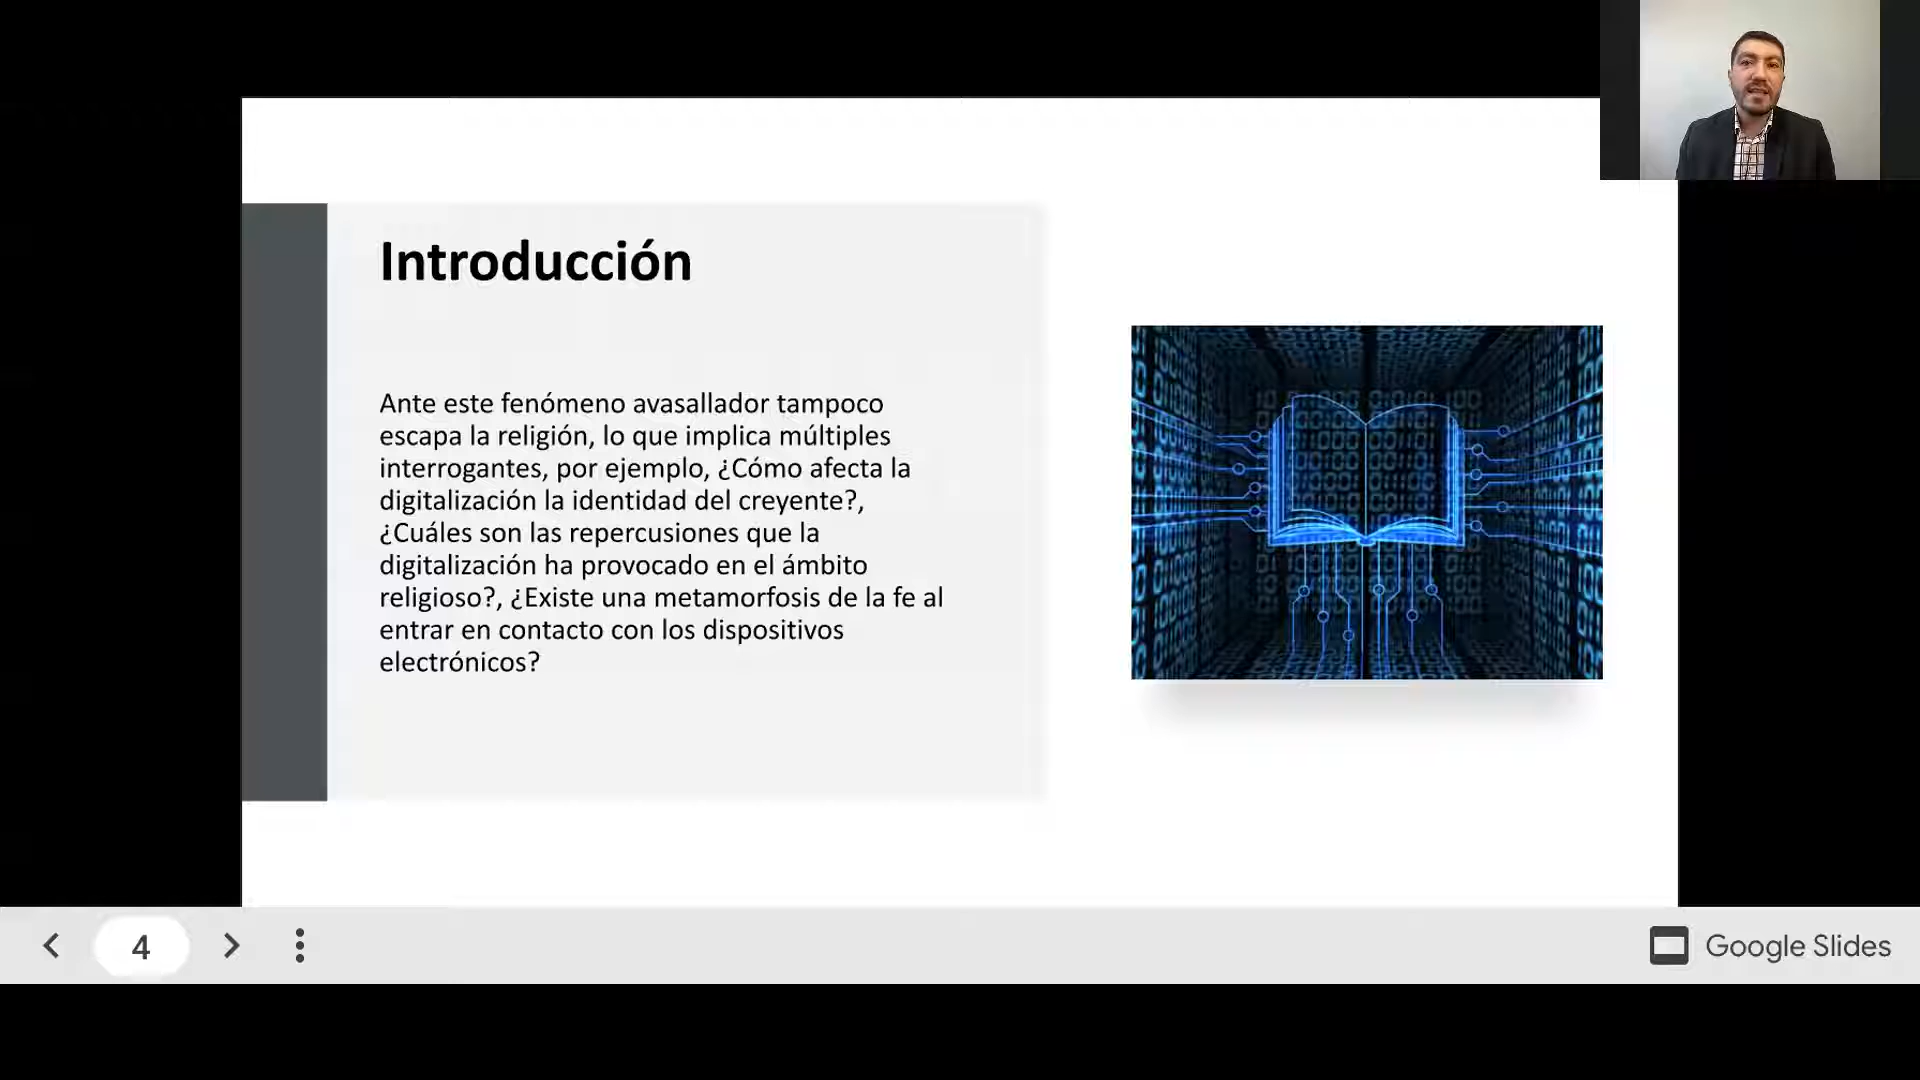 Introducción
Ante este fenómeno avasallador tampoco
escapa la religión, lo que implica múltiples
interrogantes, por ejemplo, ¿Cómo afecta la
digitalización la identidad del creyente?,
¿Cuáles son las repercusiones que la
digitalización ha provocado en el ámbito
religioso?, ¿Existe una metamorfosis de la fe al
entrar en contacto con los dispositivos
electrónicos?
4
Google Slides